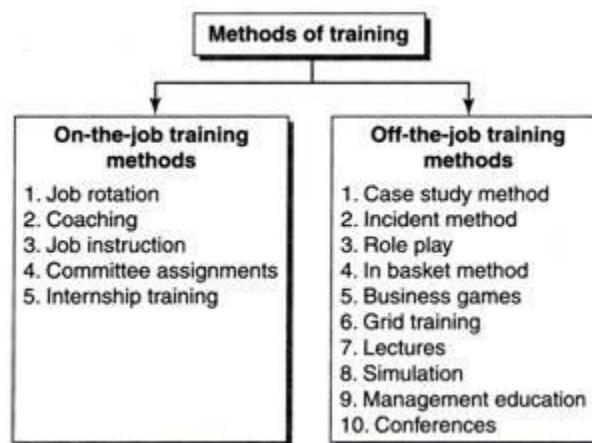 Methods of training
On-the-job training
methods
1. Job rotation
2. Coaching
3. Job instruction
4. Committee assignments
5. Internship training
Off-the-job training
methods
1. Case study method
2. Incident method
3. Role play
4. In basket method
5. Business games
6. Grid training
7. Lectures
8. Simulation
9. Management education
10. Conferences